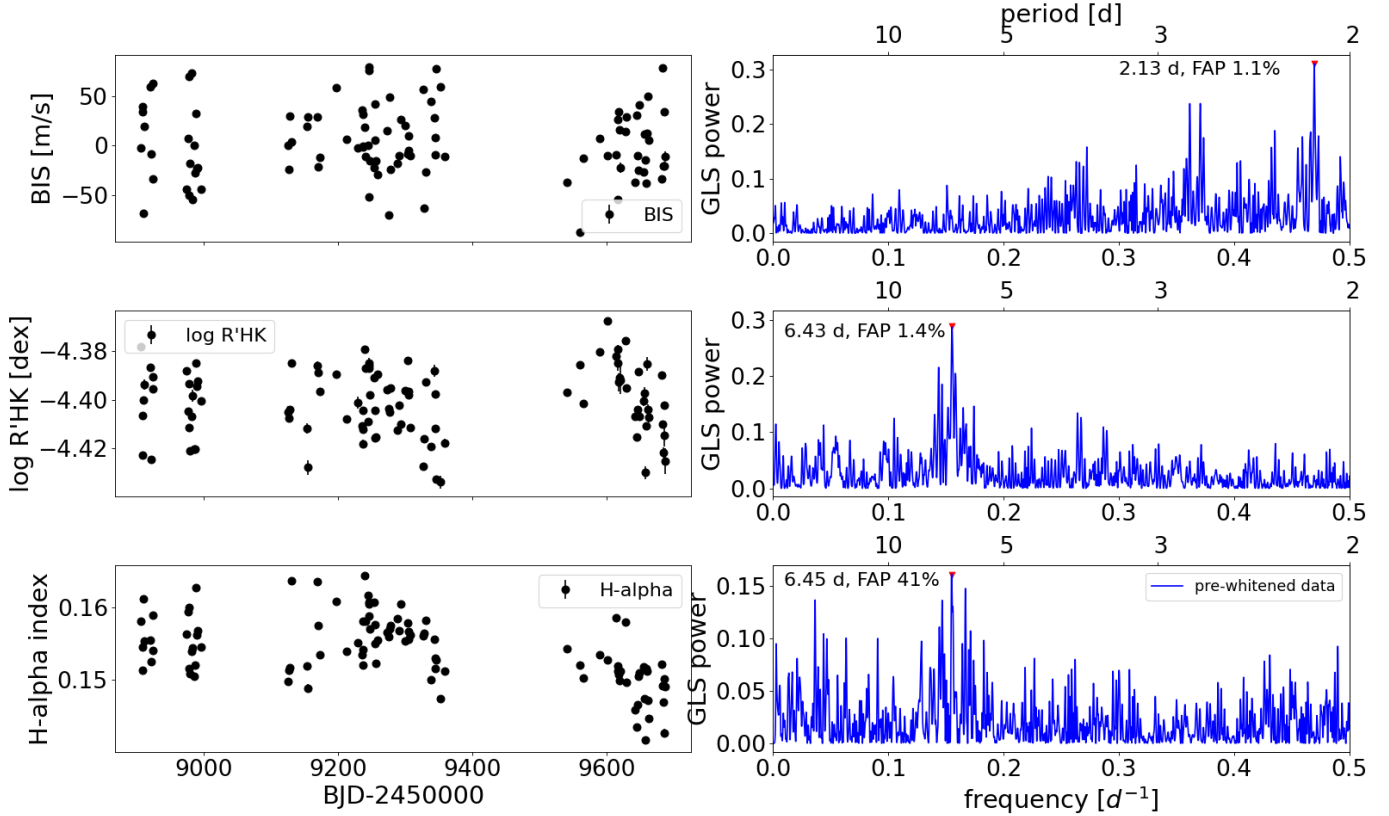 period [d]
10 5 3 2
BIS [m/s]
50
0
−50
BIS
GLS power
0.3
0.2
0.1
0.0
2.13 d, FAP 1.1%
0.0 0.1 0.2 0.3 0.4 0.5
10 5 3 2
log R'HK [dex]
−4.38
−4.40
−4.42
log R'HK
GLS power
0.3
0.2
0.1
0.0
6.43 d, FAP 1.4%
0.0 0.1 0.2 0.3 0.4 0.5
10 5 3 2
H-alpha index
0.16
0.15
H-alpha
GLS power
0.15
0.10
0.05
0.00
6.45 d, FAP 41%
pre-whitened data
9000 9200 9400 9600
BJD-2450000
0.0 0.1 0.2 0.3 0.4 0.5
frequency [d⁻¹]